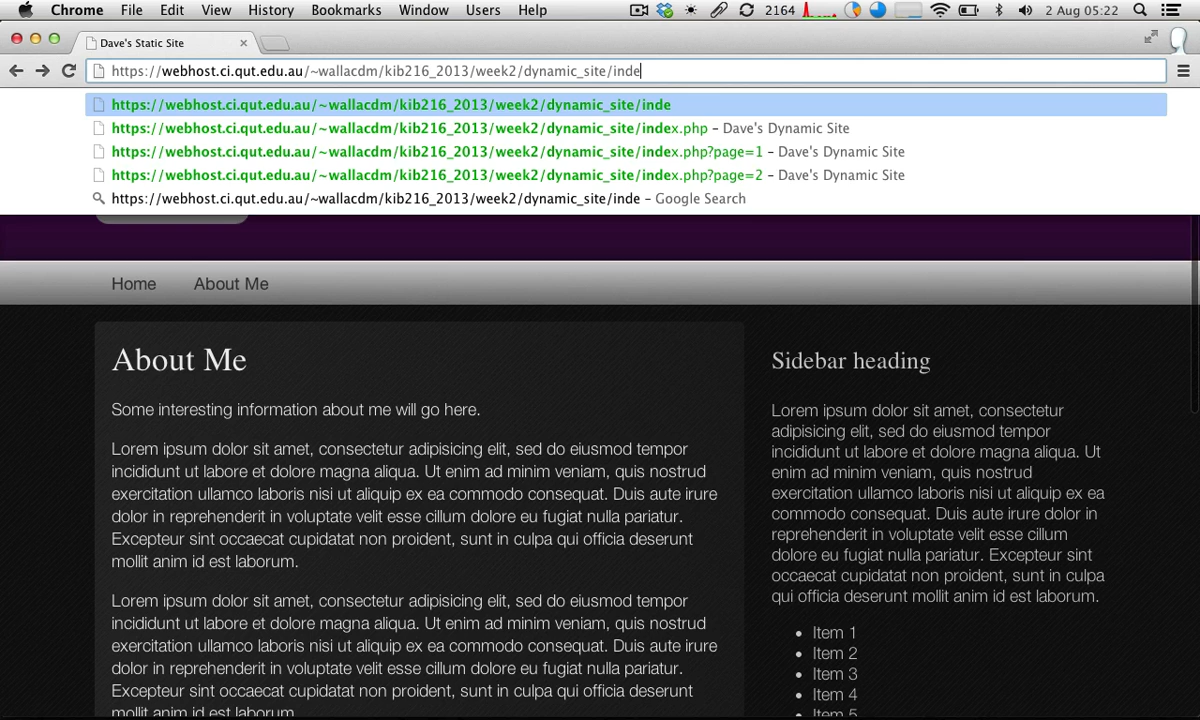 Chrome File Edit View History Bookmarks Window Users Help 2164 2 Aug 05:22
Dave's Static Site
https://webhost.ci.qut.edu.au/~wallacdm/kib216_2013/week2/dynamic_site/inde
https://webhost.ci.qut.edu.au/~wallacdm/kib216_2013/week2/dynamic_site/inde
https://webhost.ci.qut.edu.au/~wallacdm/kib216_2013/week2/dynamic_site/index.php – Dave's Dynamic Site
https://webhost.ci.qut.edu.au/~wallacdm/kib216_2013/week2/dynamic_site/index.php?page=1 – Dave's Dynamic Site
https://webhost.ci.qut.edu.au/~wallacdm/kib216_2013/week2/dynamic_site/index.php?page=2 – Dave's Dynamic Site
https://webhost.ci.qut.edu.au/~wallacdm/kib216_2013/week2/dynamic_site/inde – Google Search
Home About Me
About Me
Some interesting information about me will go here.
Lorem ipsum dolor sit amet, consectetur adipisicing elit, sed do eiusmod tempor
incididunt ut labore et dolore magna aliqua. Ut enim ad minim veniam, quis nostrud
exercitation ullamco laboris nisi ut aliquip ex ea commodo consequat. Duis aute irure
dolor in reprehenderit in voluptate velit esse cillum dolore eu fugiat nulla pariatur.
Excepteur sint occaecat cupidatat non proident, sunt in culpa qui officia deserunt
mollit anim id est laborum.
Lorem ipsum dolor sit amet, consectetur adipisicing elit, sed do eiusmod tempor
incididunt ut labore et dolore magna aliqua. Ut enim ad minim veniam, quis nostrud
exercitation ullamco laboris nisi ut aliquip ex ea commodo consequat. Duis aute irure
dolor in reprehenderit in voluptate velit esse cillum dolore eu fugiat nulla pariatur.
Excepteur sint occaecat cupidatat non proident, sunt in culpa qui officia deserunt
mollit anim id est laborum.
Sidebar heading
Lorem ipsum dolor sit amet, consectetur
adipisicing elit, sed do eiusmod tempor
incididunt ut labore et dolore magna aliqua. Ut
enim ad minim veniam, quis nostrud
exercitation ullamco laboris nisi ut aliquip ex ea
commodo consequat. Duis aute irure dolor in
reprehenderit in voluptate velit esse cillum
dolore eu fugiat nulla pariatur. Excepteur sint
occaecat cupidatat non proident, sunt in culpa
qui officia deserunt mollit anim id est laborum.
Item 1
Item 2
Item 3
Item 4
Item 5